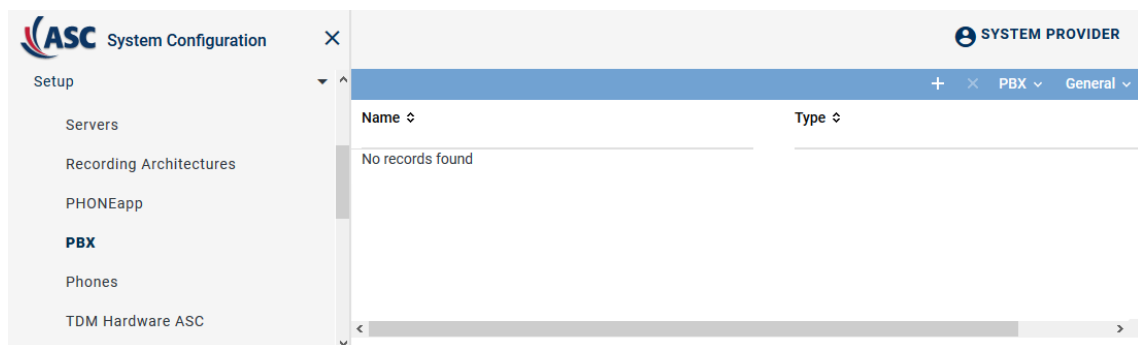 ASC System Configuration
SYSTEM PROVIDER
Setup
PBX General
Servers
Name Type
Recording Architectures
No records found
PHONEapp
PBX
Phones
TDM Hardware ASC